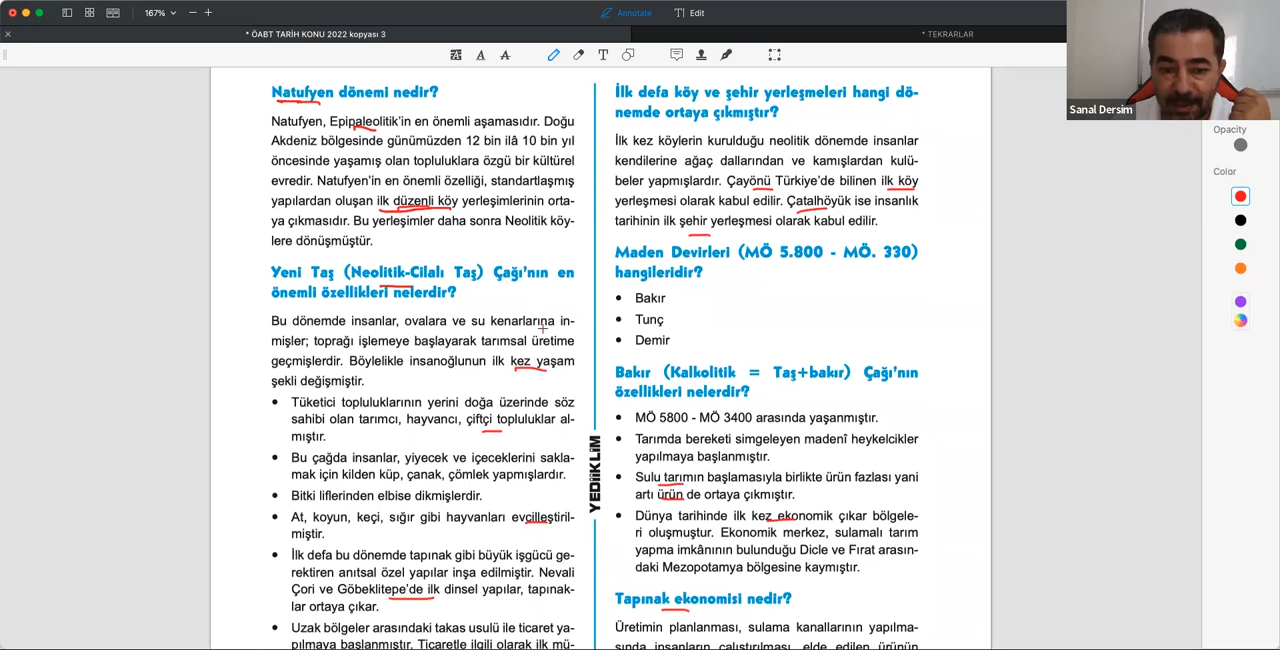 167%
Annotate
Edit
* ÖABT TARİH KONU 2022 kopyası 3
* TEKRARLAR
Sanal Dersim
Opacity
Color
Natufyen dönemi nedir?
Natufyen, Epipaleolitik’in en önemli aşamasıdır. Doğu
Akdeniz bölgesinde günümüzden 12 bin ilâ 10 bin yıl
öncesinde yaşamış olan topluluklara özgü bir kültürel
evredir. Natufyen’in en önemli özelliği, standartlaşmış
yapılardan oluşan ilk düzenli köy yerleşimlerinin orta-
ya çıkmasıdır. Bu yerleşimler daha sonra Neolitik köy-
lere dönüşmüştür.
Yeni Taş (Neolitik-Cilalı Taş) Çağı’nın en
önemli özellikleri nelerdir?
Bu dönemde insanlar, ovalara ve su kenarlarına in-
mişler; toprağı işlemeye başlayarak tarımsal üretime
geçmişlerdir. Böylelikle insanoğlunun ilk kez yaşam
şekli değişmiştir.
• Tüketici topluluklarının yerini doğa üzerinde söz
sahibi olan tarımcı, hayvancı, çiftçi topluluklar al-
mıştır.
• Bu çağda insanlar, yiyecek ve içeceklerini sakla-
mak için kilden küp, çanak, çömlek yapmışlardır.
• Bitki liflerinden elbise dikmişlerdir.
• At, koyun, keçi, sığır gibi hayvanları evcilleştiril-
miştir.
• İlk defa bu dönemde tapınak gibi büyük işgücü ge-
rektiren anıtsal özel yapılar inşa edilmiştir. Nevali
Çori ve Göbeklitepe’de ilk dinsel yapılar, tapınak-
lar ortaya çıkar.
• Uzak bölgeler arasındaki takas usulü ile ticaret ya-
pılmaya başlanmıştır. Ticaretle ilgili olarak ilk mü-
YEDİİKLİM
İlk defa köy ve şehir yerleşmeleri hangi dö-
nemde ortaya çıkmıştır?
İlk kez köylerin kurulduğu neolitik dönemde insanlar
kendilerine ağaç dallarından ve kamışlardan kulü-
beler yapmışlardır. Çayönü Türkiye’de bilinen ilk köy
yerleşmesi olarak kabul edilir. Çatalhöyük ise insanlık
tarihinin ilk şehir yerleşmesi olarak kabul edilir.
Maden Devirleri (MÖ 5.800 - MÖ. 330)
hangileridir?
• Bakır
• Tunç
• Demir
Bakır (Kalkolitik = Taş+bakır) Çağı’nın
özellikleri nelerdir?
• MÖ 5800 - MÖ 3400 arasında yaşanmıştır.
• Tarımda bereketi simgeleyen madenî heykelcikler
yapılmaya başlanmıştır.
• Sulu tarımın başlamasıyla birlikte ürün fazlası yani
artı ürün de ortaya çıkmıştır.
• Dünya tarihinde ilk kez ekonomik çıkar bölgele-
ri oluşmuştur. Ekonomik merkez, sulamalı tarım
yapma imkânının bulunduğu Dicle ve Fırat arasın-
daki Mezopotamya bölgesine kaymıştır.
Tapınak ekonomisi nedir?
Üretimin planlanması, sulama kanallarının yapılma-
sında insanların çalıştırılması, elde edilen ürünün